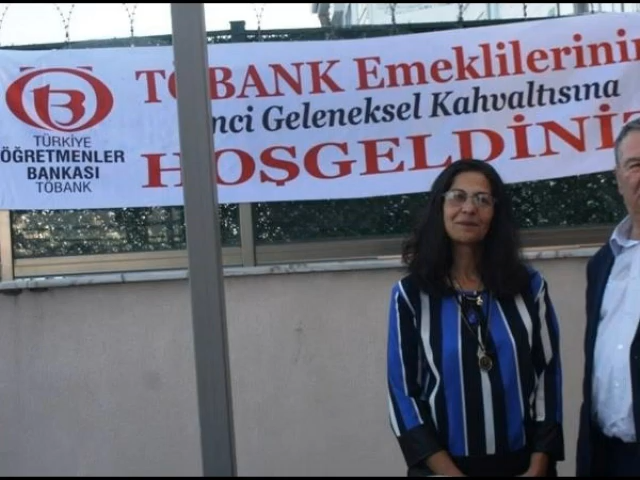 TÖBANK Emeklilerinin
nci Geleneksel Kahvaltısına
HOŞGELDİNİZ
TÜRKİYE
ÖĞRETMENLER
BANKASI
TÖBANK